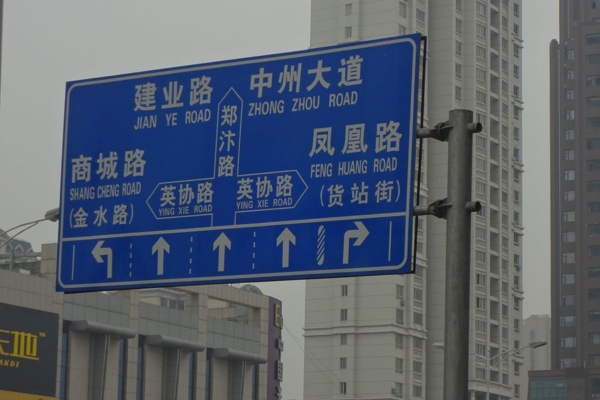 建业路
JIAN YE ROAD
中州大道
ZHONG ZHOU ROAD
郑汴路
商城路
SHANG CHENG ROAD
(金水路)
凤凰路
FENG HUANG ROAD
(货站街)
英协路
YING XIE ROAD
英协路
YING XIE ROAD
天地